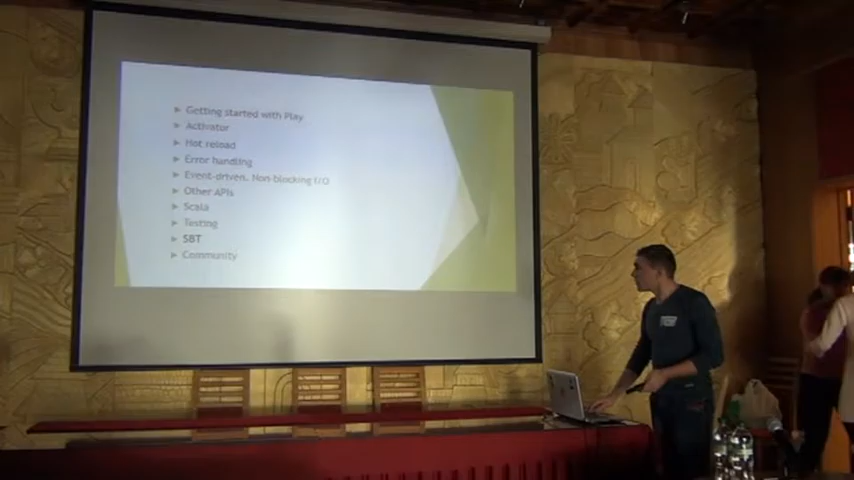 Getting started with Play
Activator
Hot reload
Error handling
Event-driven. Non-blocking I/O
Other APIs
Scala
Testing
SBT
Community